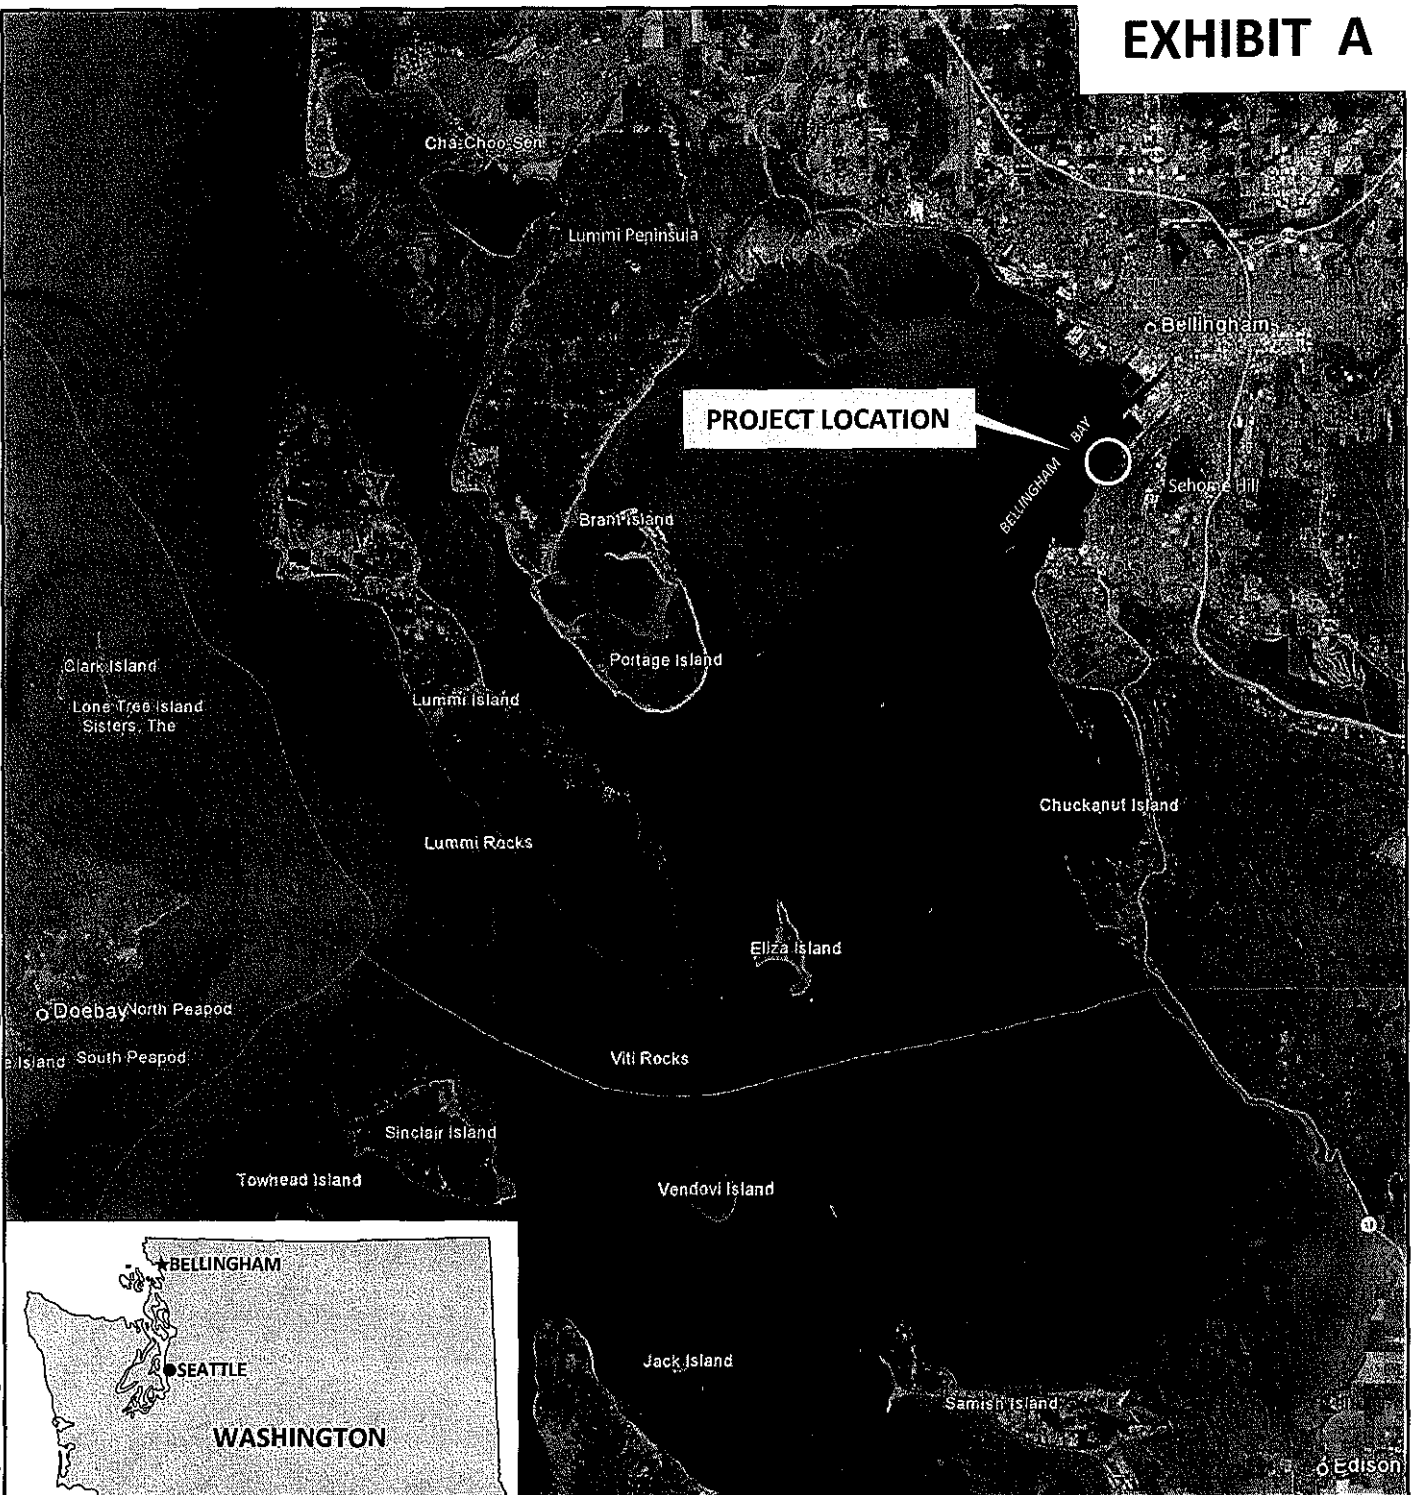 EXHIBIT A
Cha-Choo-Sen
Lummi Peninsula
Bellingham
PROJECT LOCATION
BELLINGHAM BAY
Sehome Hill
Brant Island
Portage Island
Clark Island
Lummi Island
Lone Tree Island
Sisters, The
Chuckanut Island
Lummi Rocks
Eliza Island
Doebay
North Peapod
e Island
South Peapod
Viti Rocks
Sinclair Island
Towhead Island
Vendovi Island
11
BELLINGHAM
SEATTLE
WASHINGTON
Jack Island
Samish Island
Edison